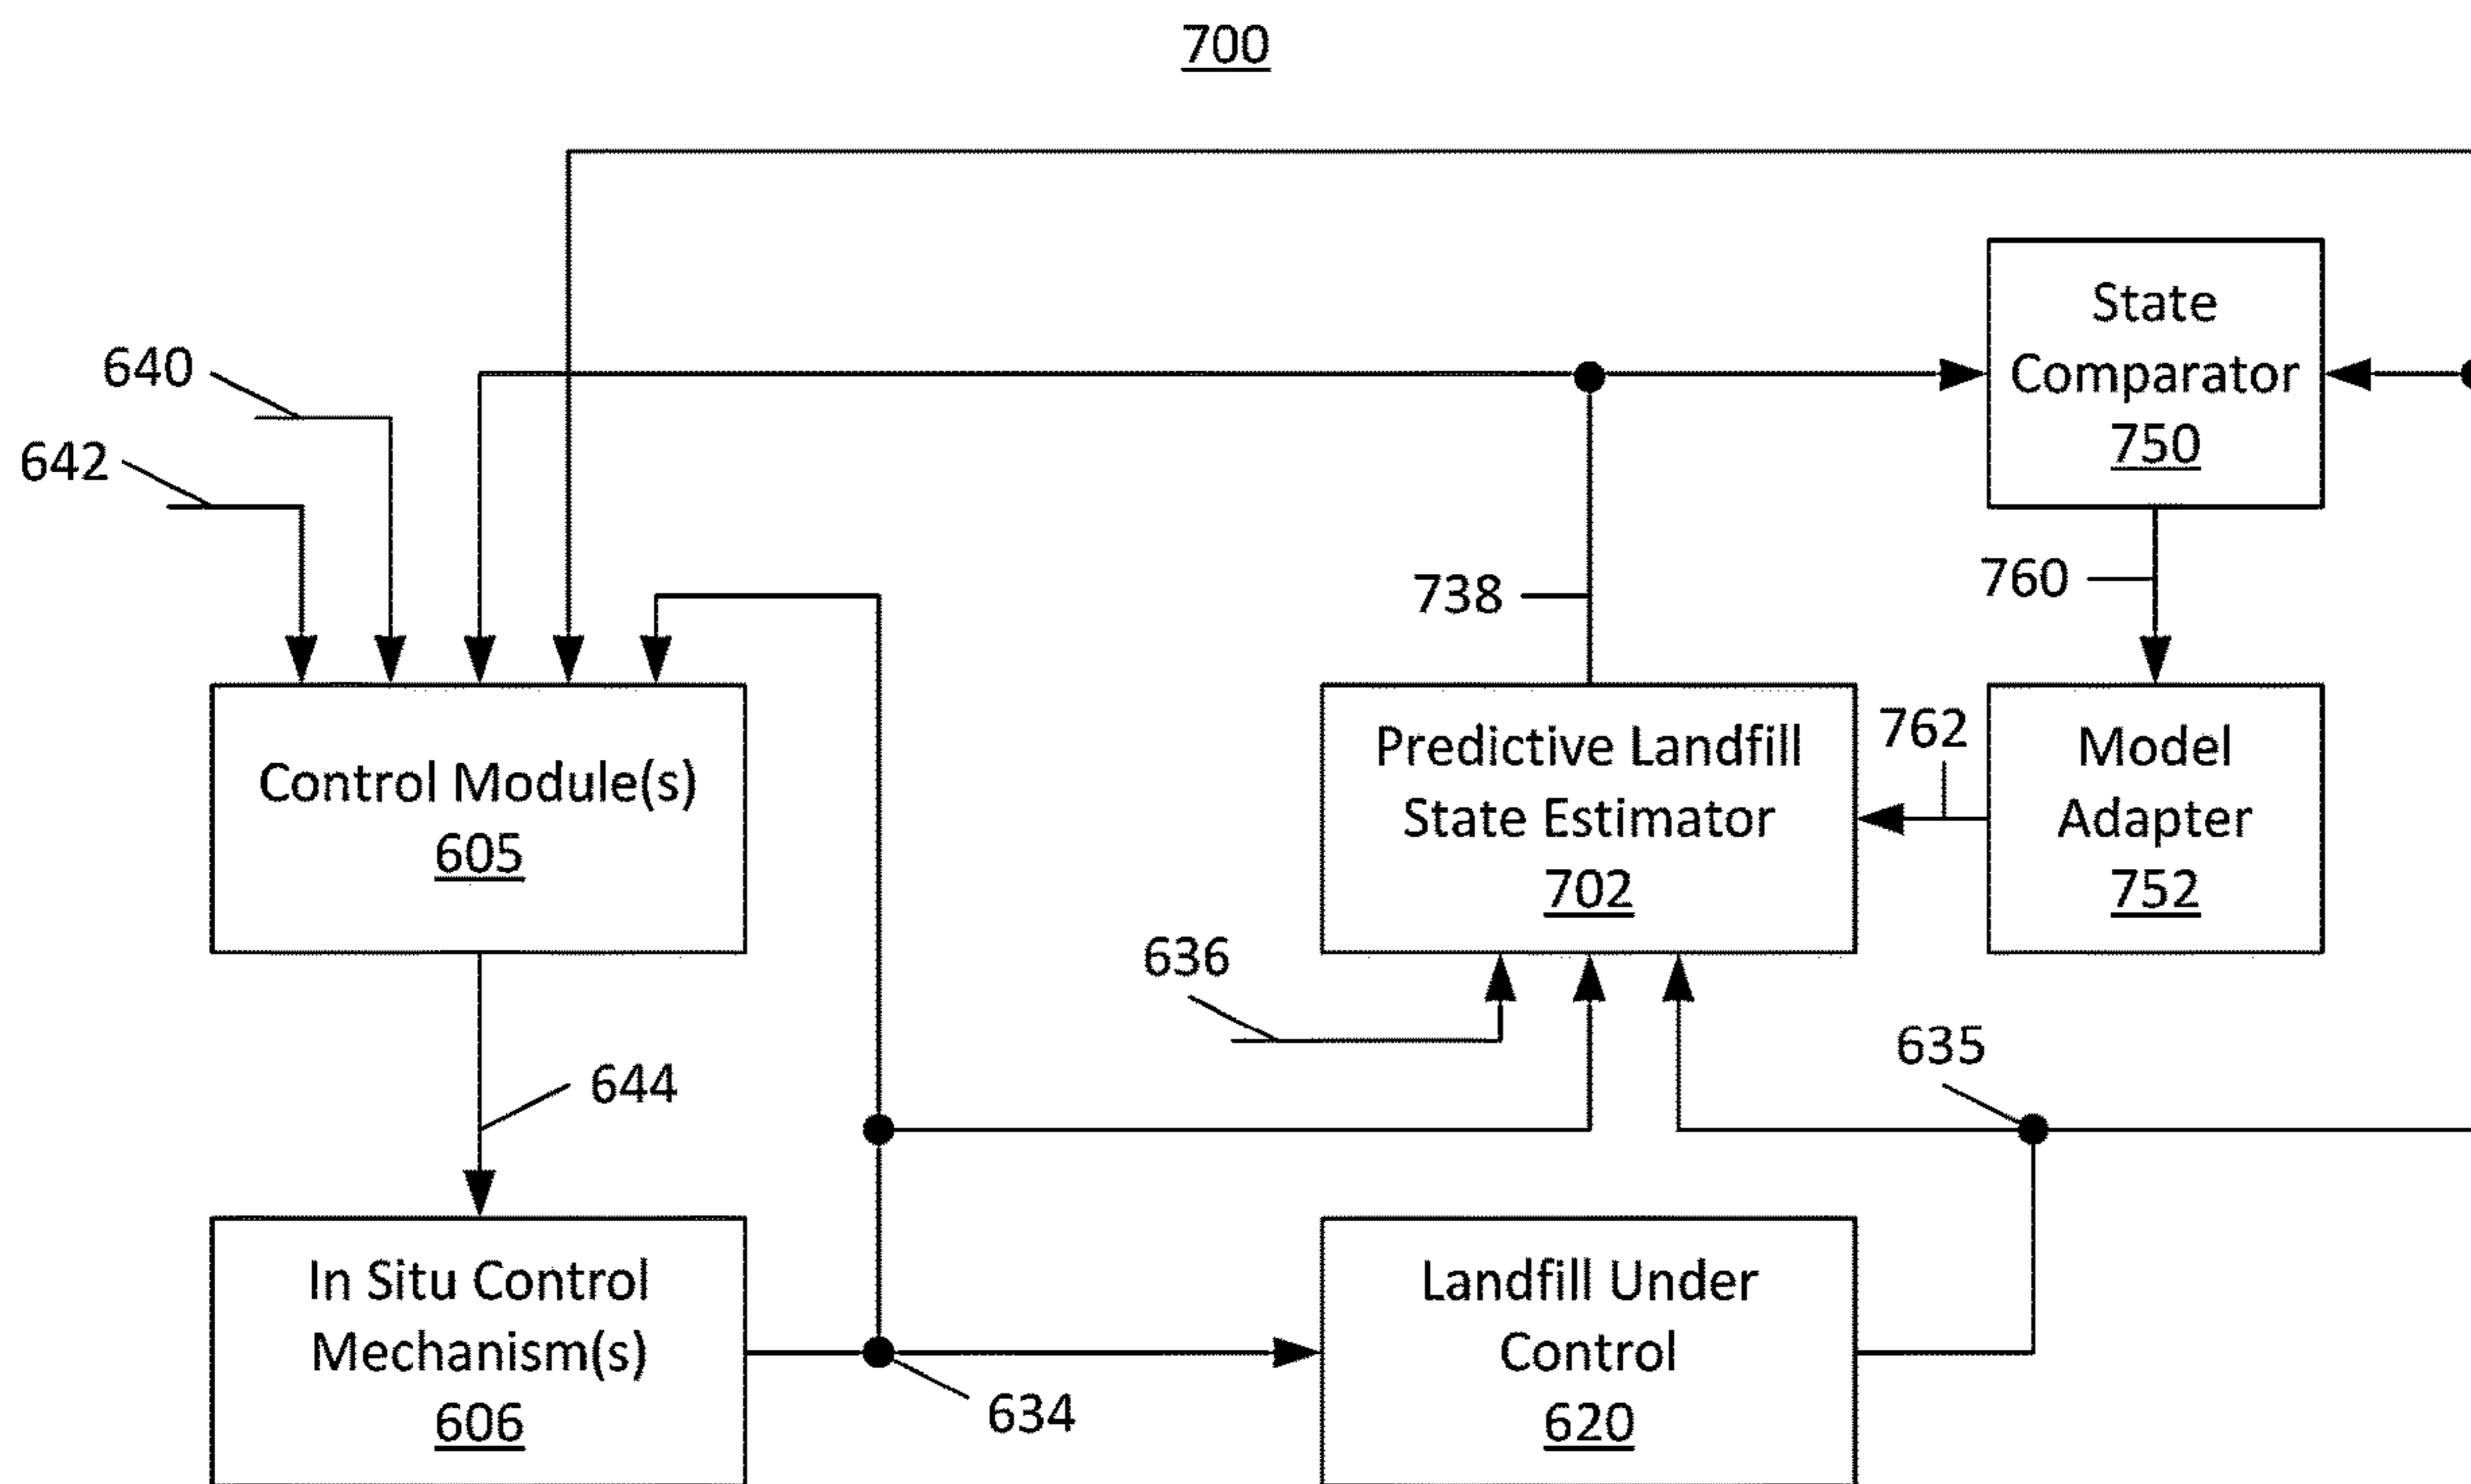 700
State
Comparator
750
640
642
738
760
Control Module(s)
605
Predictive Landfill
State Estimator
702
762
Model
Adapter
752
636
635
644
In Situ Control
Mechanism(s)
606
634
Landfill Under
Control
620